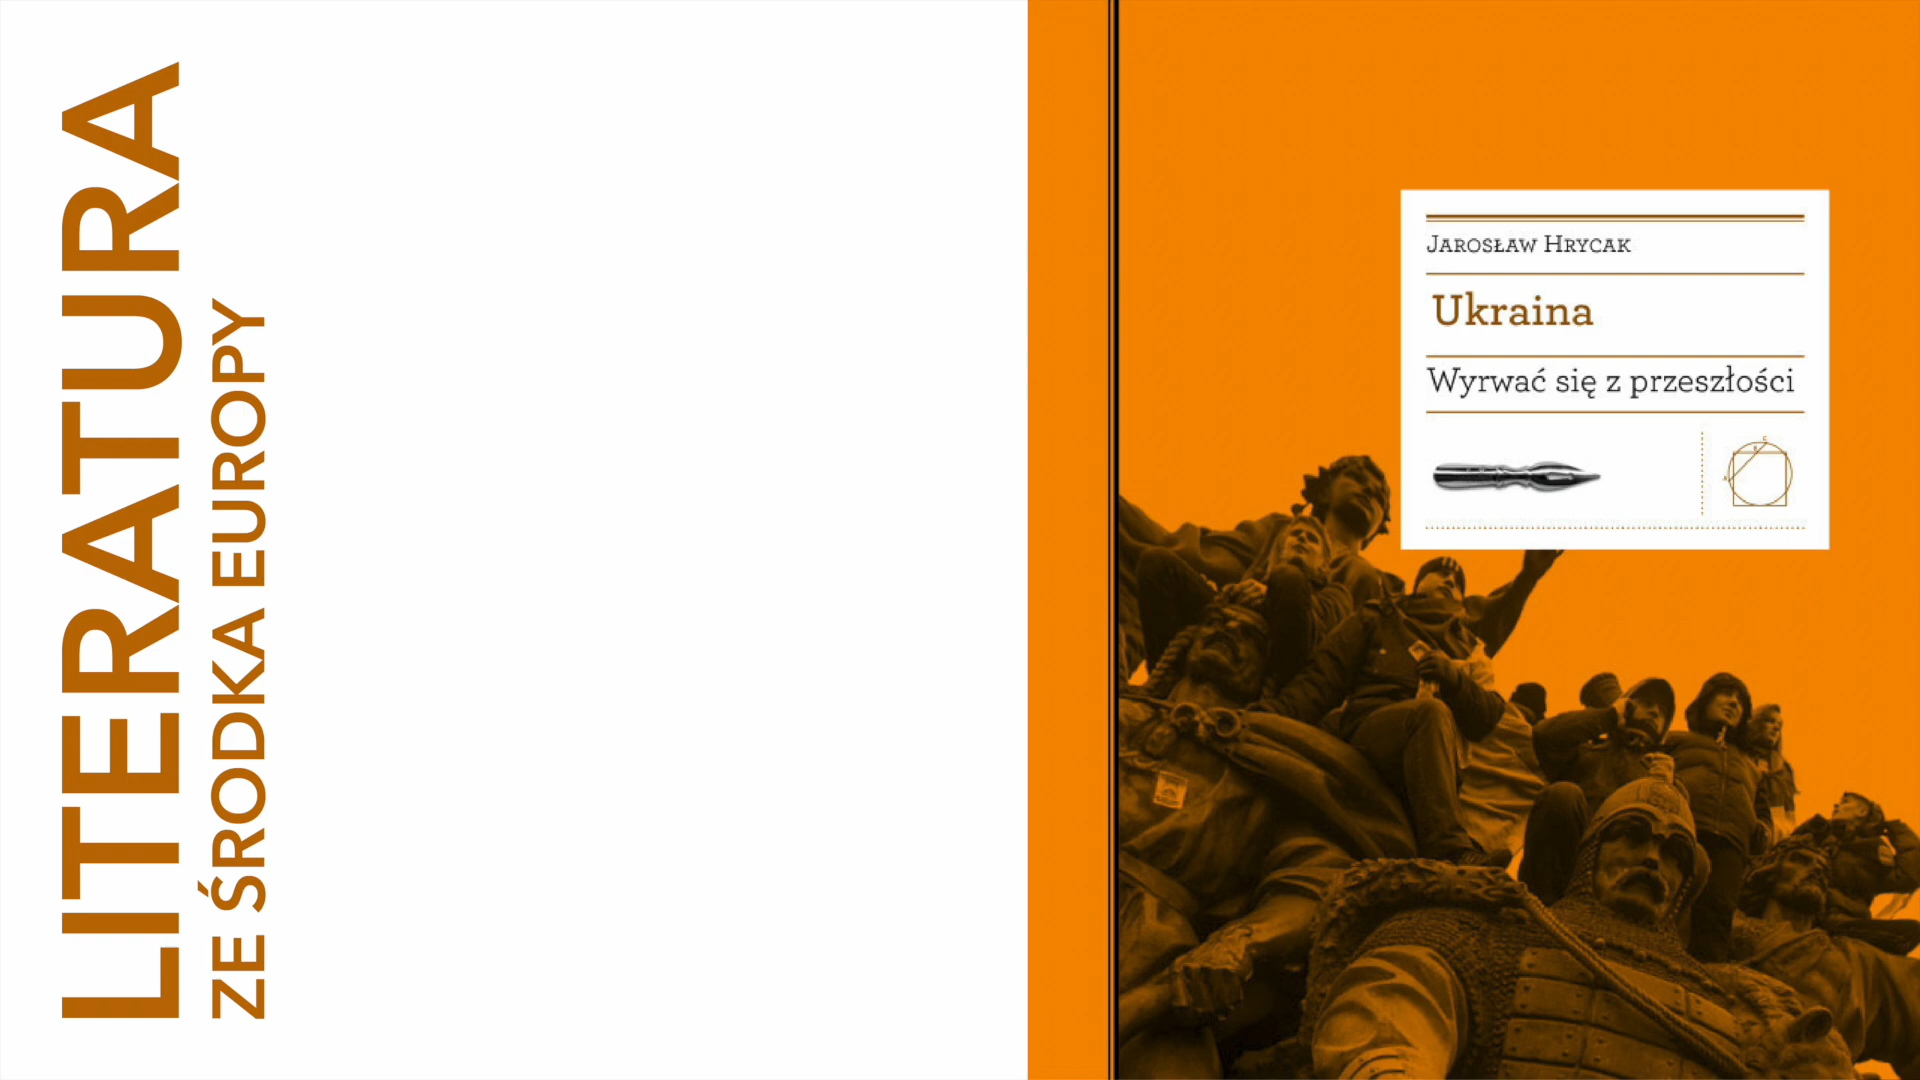 LITERATURA
ZE ŚRODKA EUROPY
JAROSŁAW HRYCAK
Ukraina
Wyrwać się z przeszłości
A
B
C